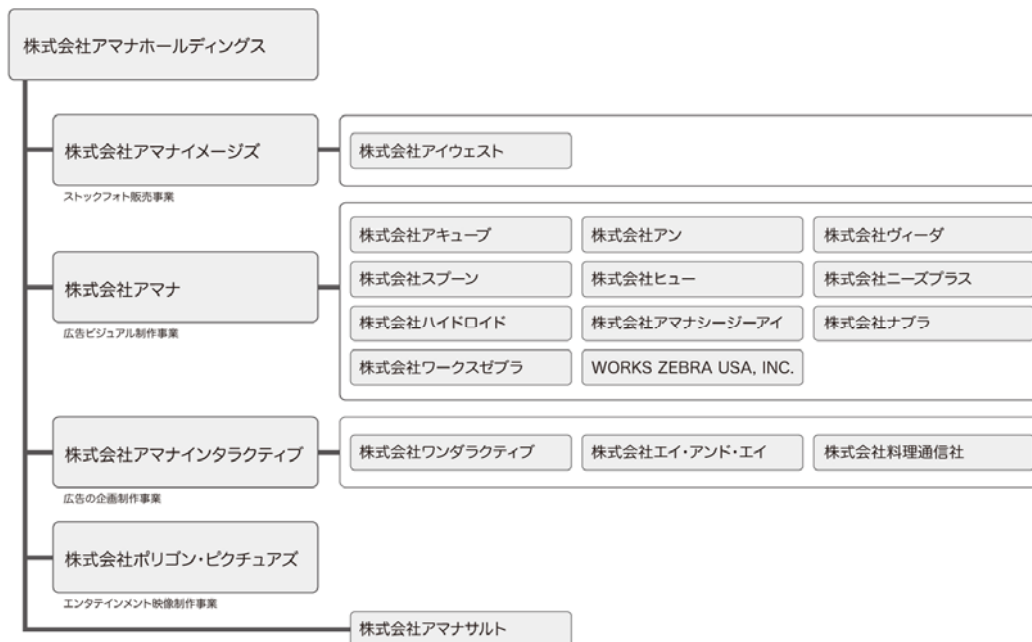 株式会社アマナホールディングス
株式会社アマナイメージズ
ストックフォト販売事業
株式会社アイウェスト
株式会社アマナ
広告ビジュアル制作事業
株式会社アキューブ
株式会社アン
株式会社ヴィーダ
株式会社スプーン
株式会社ヒュー
株式会社ニーズプラス
株式会社ハイドロイド
株式会社アマナシージーアイ
株式会社ナブラ
株式会社ワークスゼブラ
WORKS ZEBRA USA, INC.
株式会社アマナインタラクティブ
広告の企画制作事業
株式会社ワンダラクティブ
株式会社エイ・アンド・エイ
株式会社料理通信社
株式会社ポリゴン・ピクチュアズ
エンタテインメント映像制作事業
株式会社アマナサルト